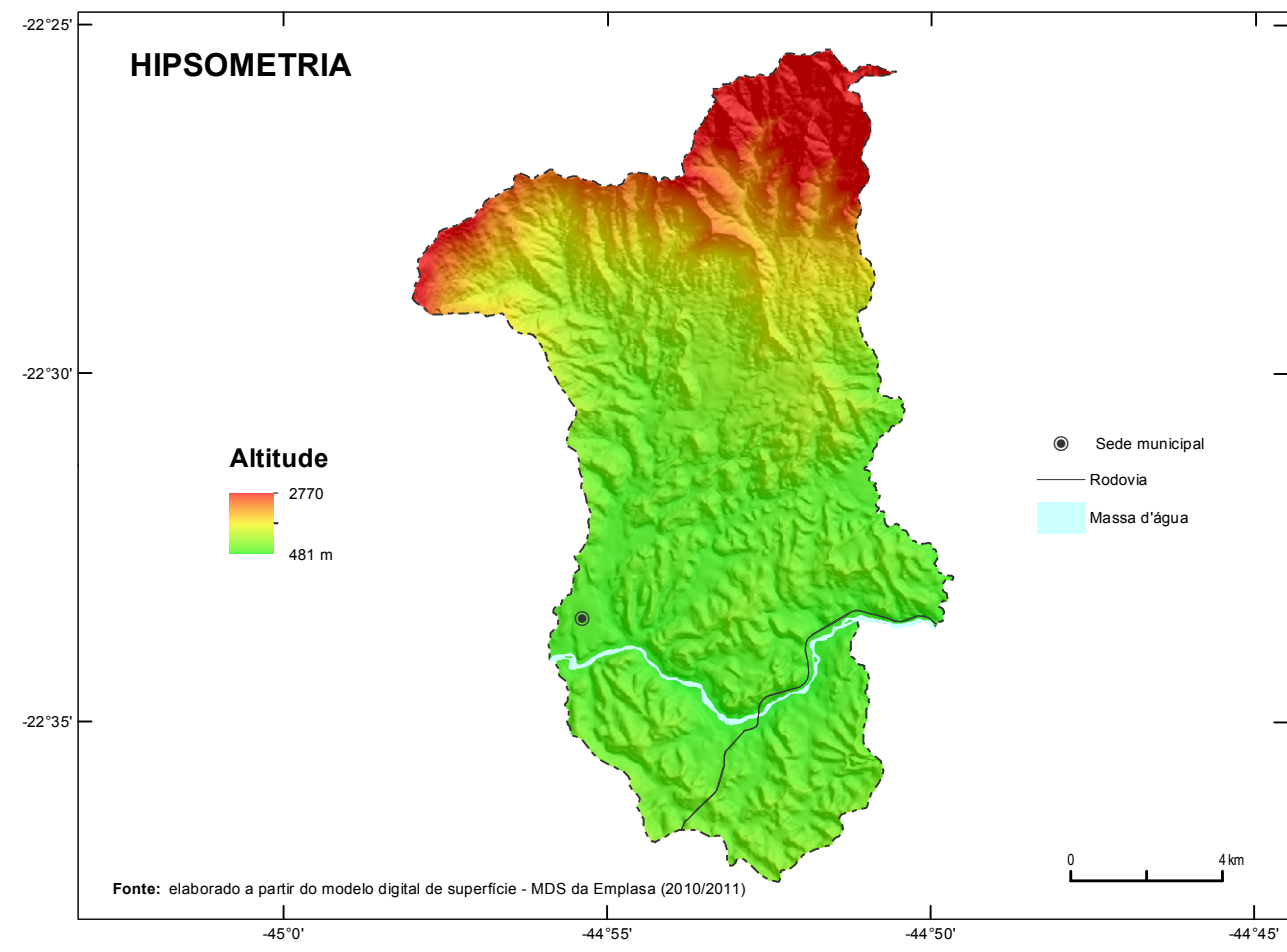 -22°25'
HIPSOMETRIA
-22°30'
Altitude
2770
481 m
Sede municipal
Rodovia
Massa d'água
-22°35'
0 4 km
Fonte: elaborado a partir do modelo digital de superfície - MDS da Emplasa (2010/2011)
-45°0' -44°55' -44°50' -44°45'